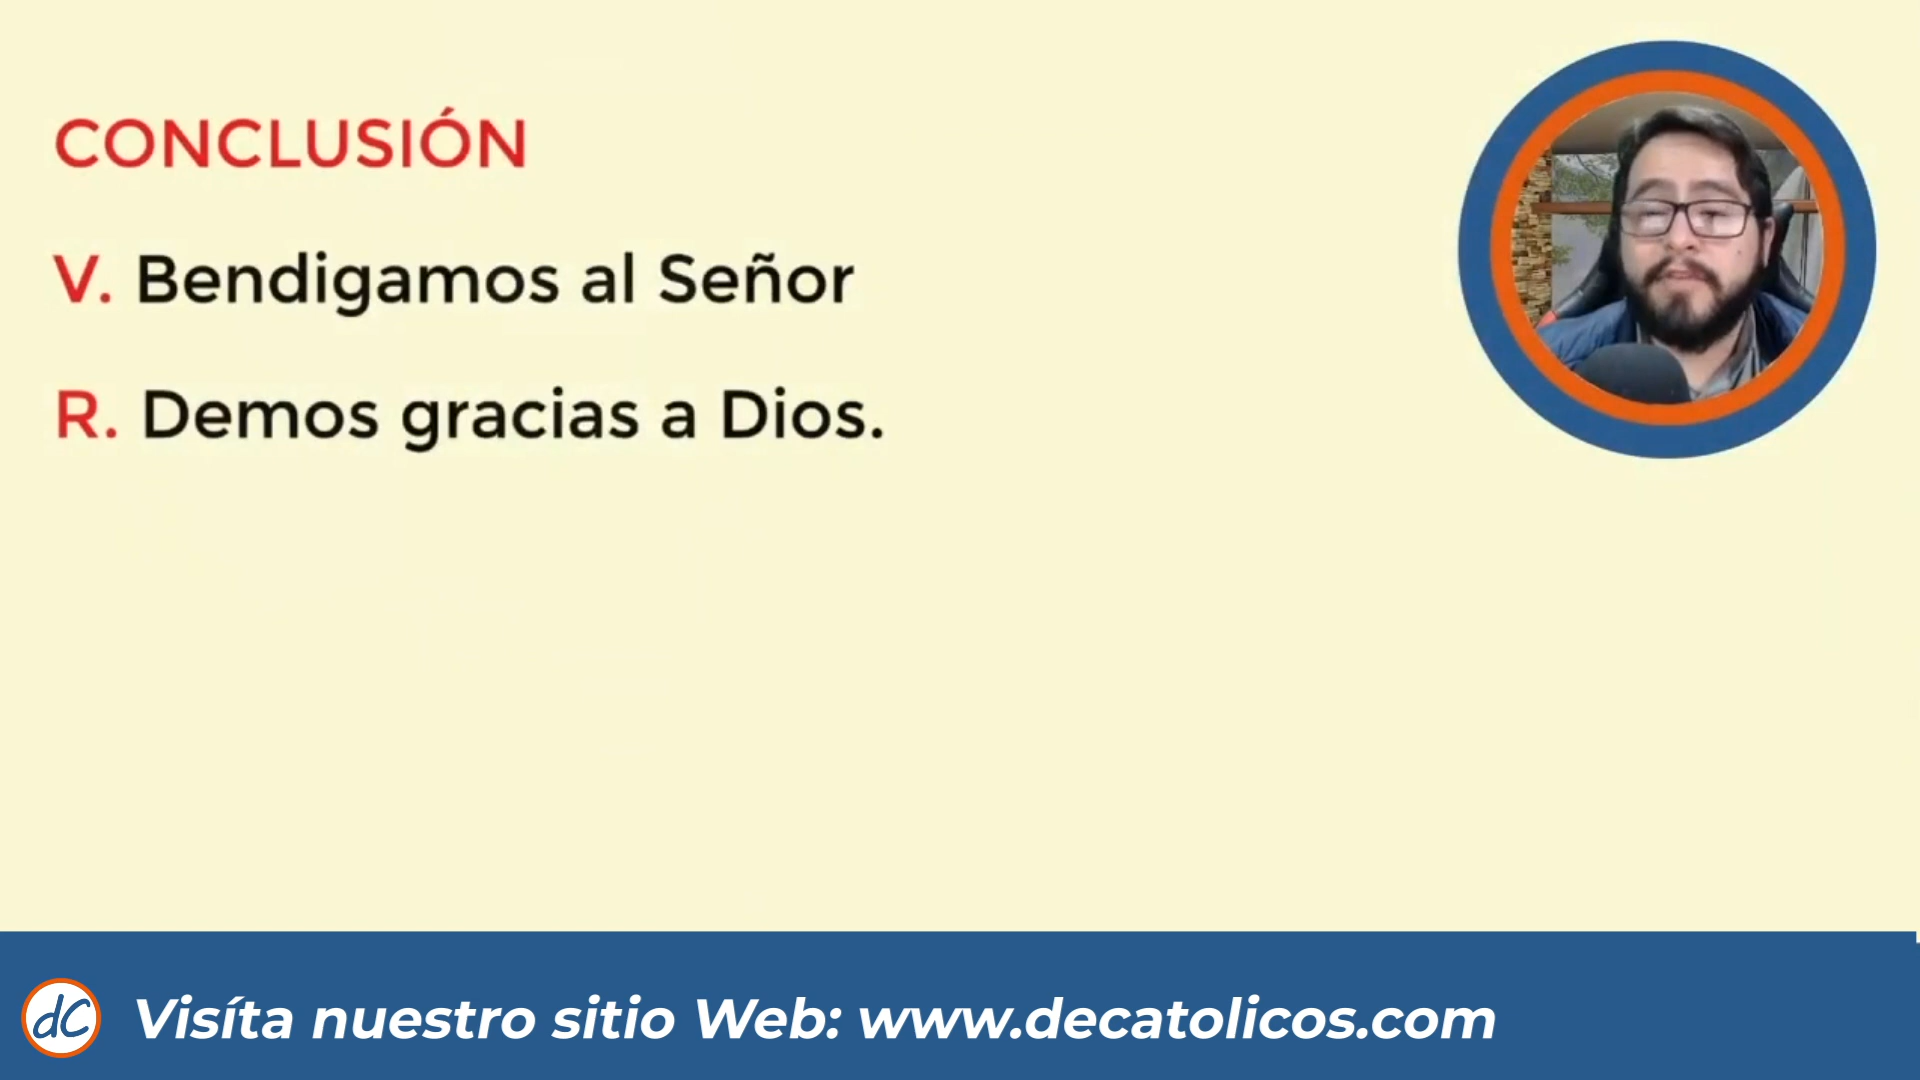 CONCLUSIÓN
V. Bendigamos al Señor
R. Demos gracias a Dios.
dC Visíta nuestro sitio Web: www.decatolicos.com